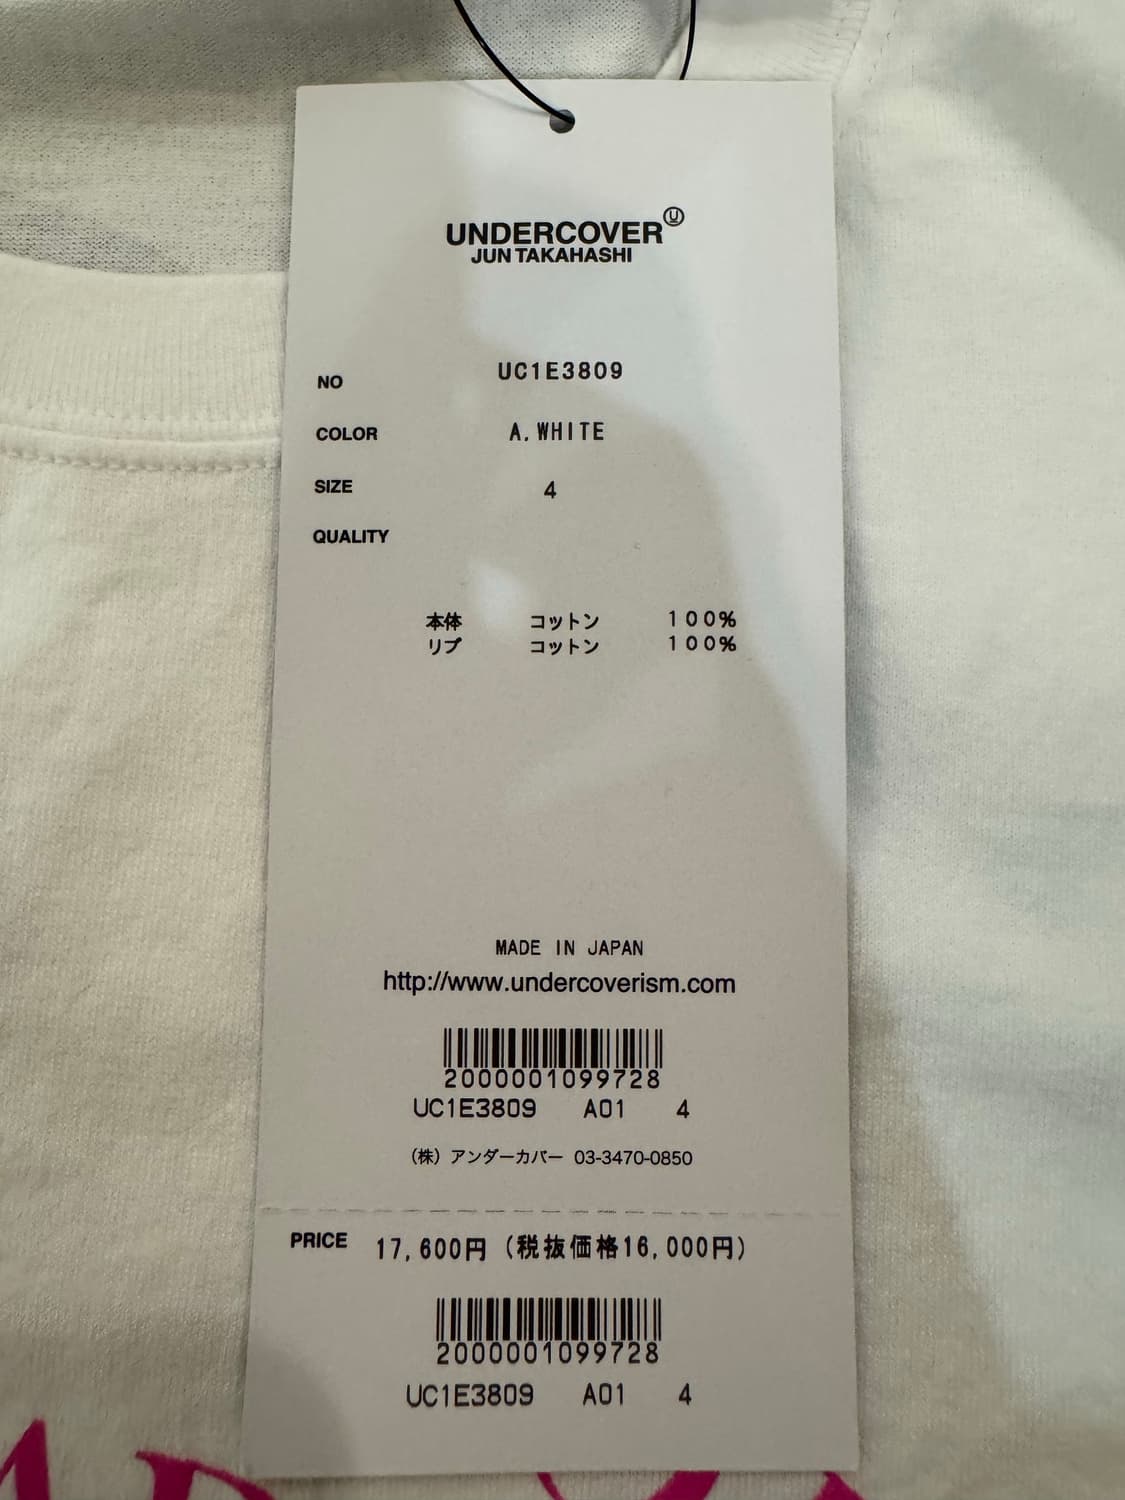 UNDERCOVER Ⓤ
JUN TAKAHASHI
NO UC1E3809
COLOR A.WHITE
SIZE 4
QUALITY
本体 コットン 100%
リブ コットン 100%
MADE IN JAPAN
http://www.undercoverism.com
2000001099728
UC1E3809 A01 4
(株) アンダーカバー 03-3470-0850
PRICE 17,600円 (税抜価格16,000円)
2000001099728
UC1E3809 A01 4